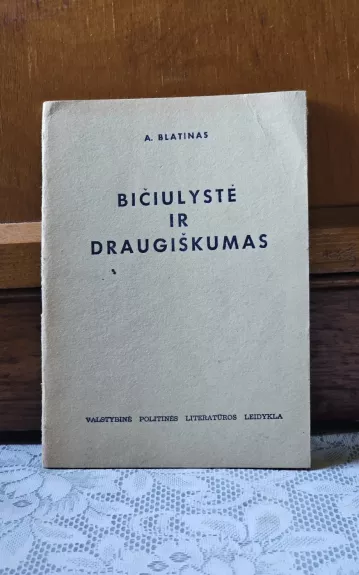 A. BLATINAS
BIČIULYSTĖ
IR
DRAUGIŠKUMAS
VALSTYBINĖ POLITINĖS LITERATŪROS LEIDYKLA